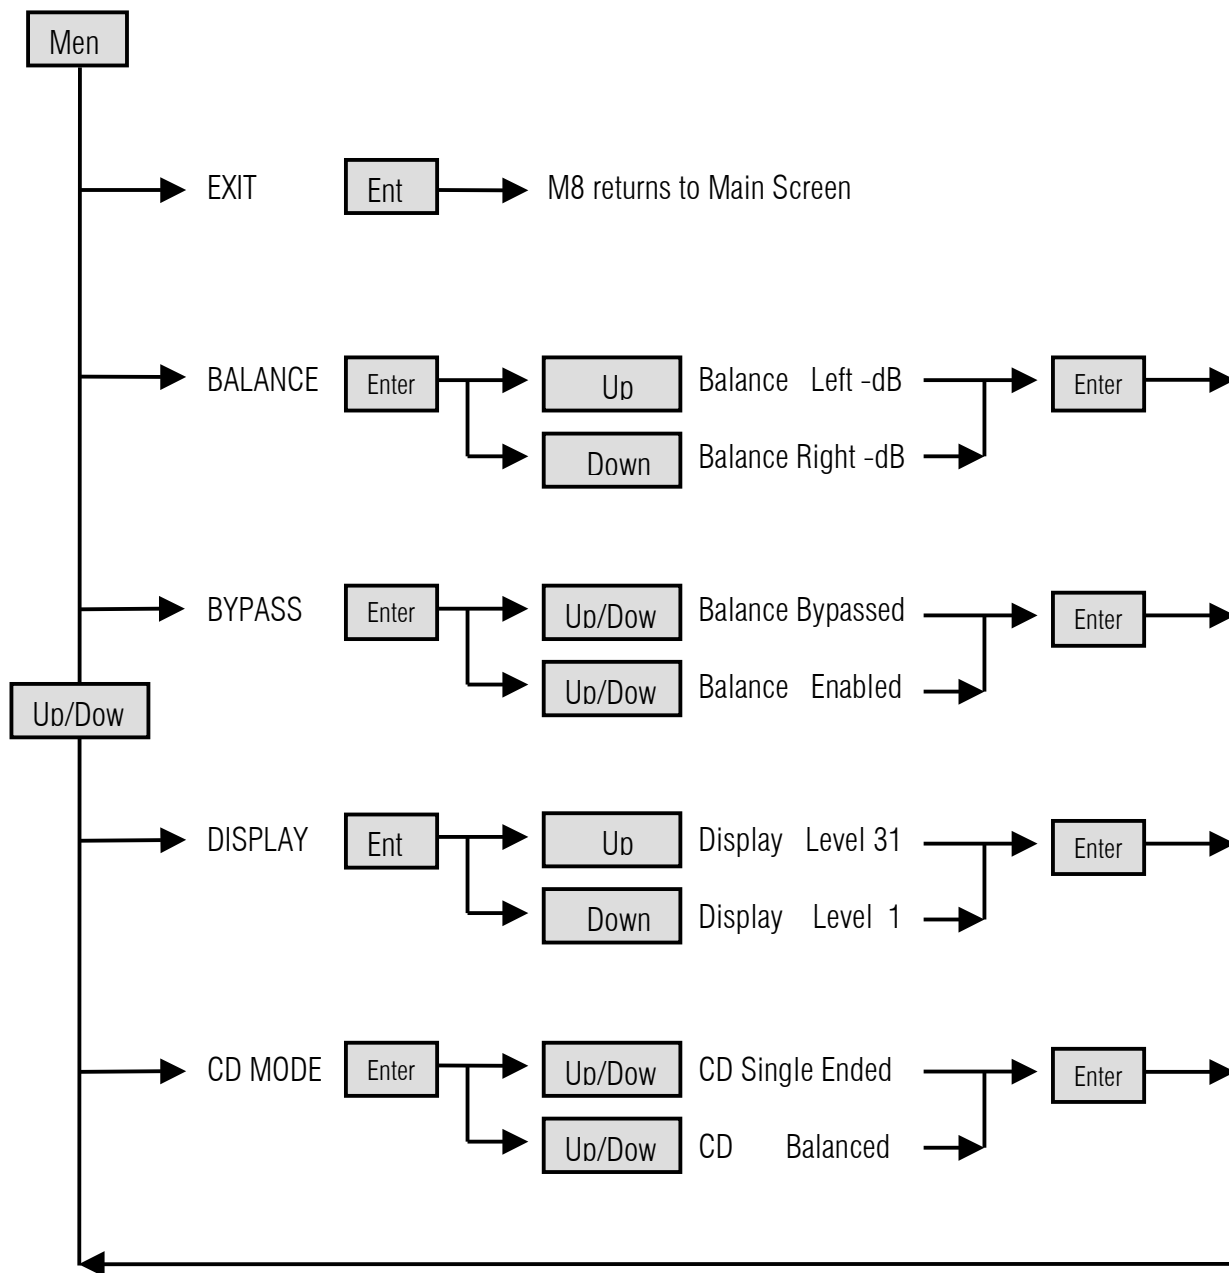 Men
EXIT Ent M8 returns to Main Screen
BALANCE Enter Up Balance Left -dB Enter
Down Balance Right -dB
BYPASS Enter Up/Dow Balance Bypassed Enter
Up/Dow Balance Enabled
Up/Dow
DISPLAY Ent Up Display Level 31 Enter
Down Display Level 1
CD MODE Enter Up/Dow CD Single Ended Enter
Up/Dow CD Balanced